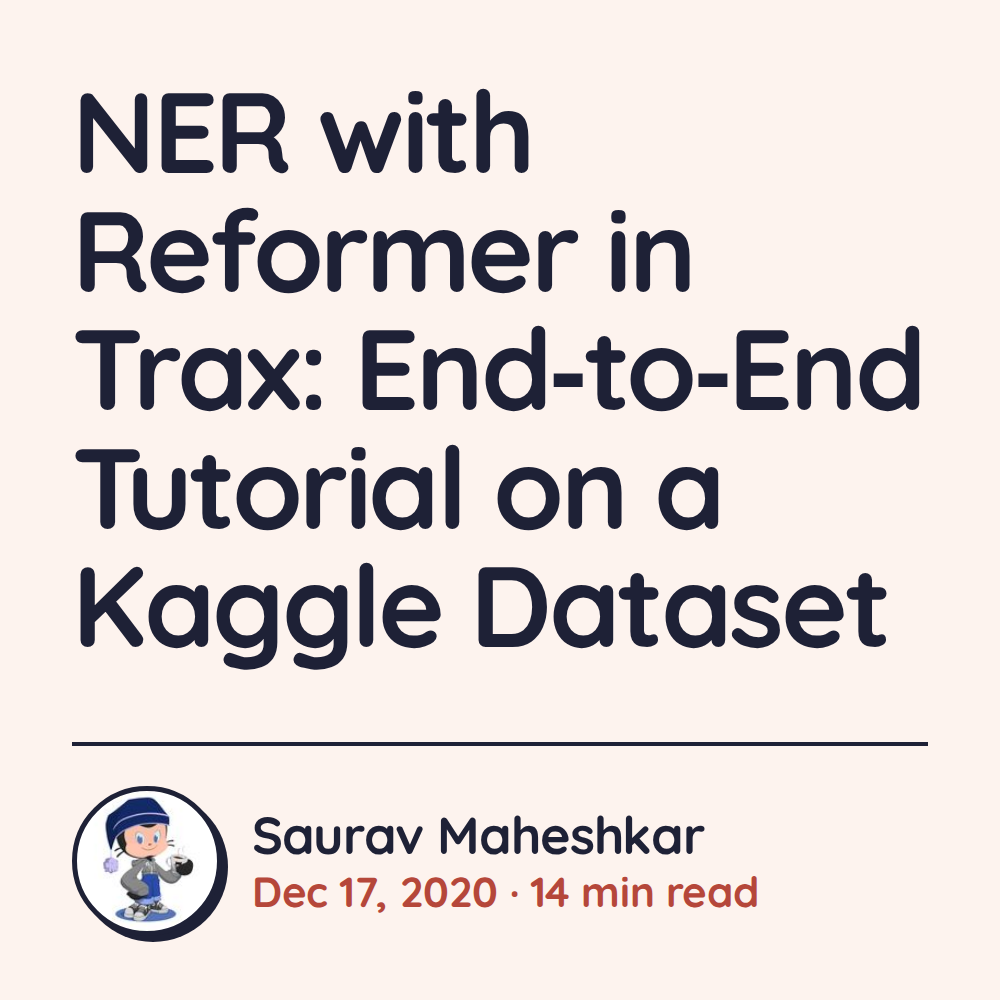 NER with
Reformer in
Trax: End-to-End
Tutorial on a
Kaggle Dataset
Saurav Maheshkar
Dec 17, 2020 · 14 min read